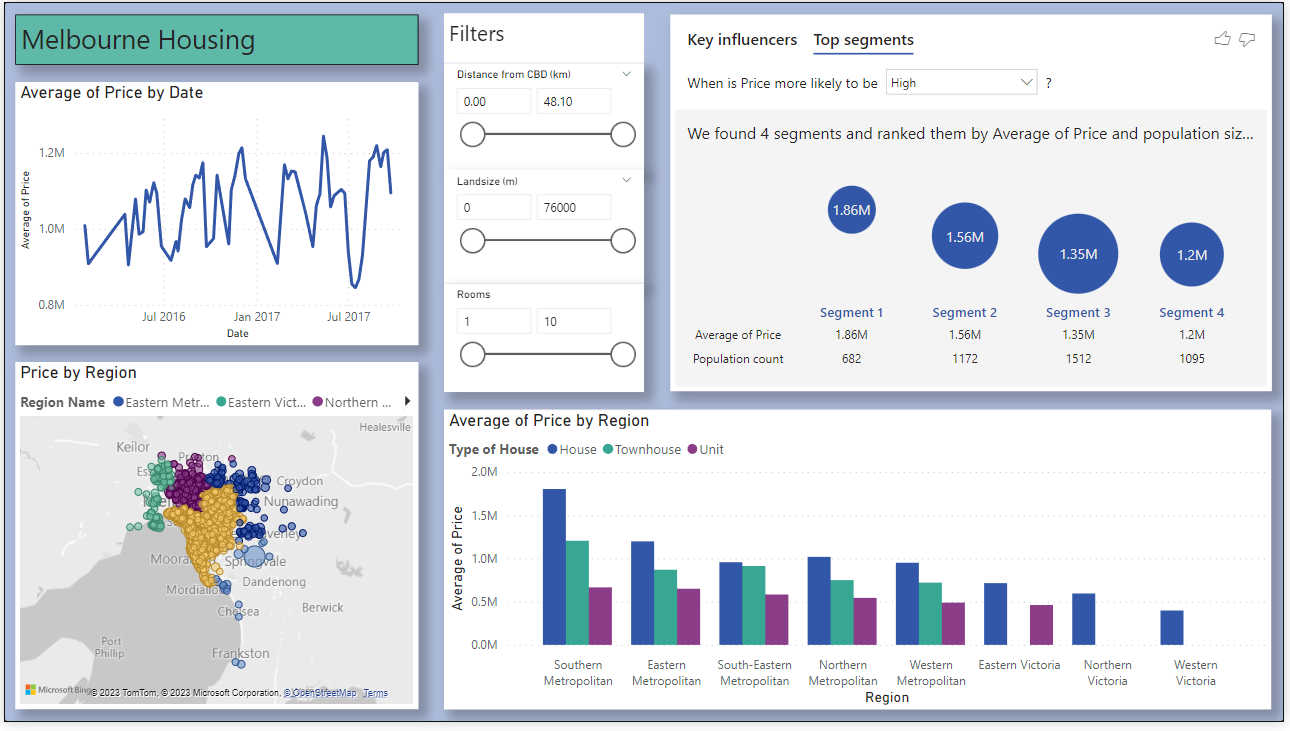 Melbourne Housing
Average of Price by Date
Average of Price
1.2M
1.0M
0.8M
Jul 2016 Jan 2017 Jul 2017
Date
Price by Region
Region Name Eastern Metr... Eastern Vict... Northern ...
Healesville
Keilor
Croydon
Nunawading
Springvale
Dandenong
Mordialloc
Chelsea
Berwick
Port
Phillip
Frankston
Microsoft Bing
© 2023 TomTom, © 2023 Microsoft Corporation, © OpenStreetMap Terms
Filters
Distance from CBD (km)
0.00 48.10
Landsize (m)
0 76000
Rooms
1 10
Key influencers Top segments
When is Price more likely to be High ?
We found 4 segments and ranked them by Average of Price and population siz...
1.86M
1.56M
1.35M
1.2M
Segment 1 Segment 2 Segment 3 Segment 4
Average of Price 1.86M 1.56M 1.35M 1.2M
Population count 682 1172 1512 1095
Average of Price by Region
Type of House House Townhouse Unit
Average of Price
2.0M
1.5M
1.0M
0.5M
0.0M
Southern Metropolitan
Eastern Metropolitan
South-Eastern Metropolitan
Northern Metropolitan
Western Metropolitan
Eastern Victoria
Northern Victoria
Western Victoria
Region